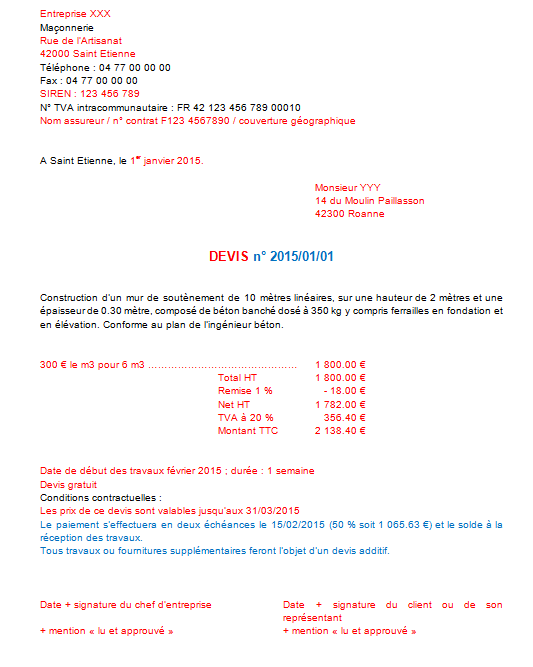 Entreprise XXX
Maçonnerie
Rue de l'Artisanat
42000 Saint Etienne
Téléphone : 04 77 00 00 00
Fax : 04 77 00 00 00
SIREN : 123 456 789
N° TVA intracommunautaire : FR 42 123 456 789 00010
Nom assureur / n° contrat F123 4567890 / couverture géographique
A Saint Etienne, le 1er janvier 2015.
Monsieur YYY
14 du Moulin Paillasson
42300 Roanne
DEVIS n° 2015/01/01
Construction d'un mur de soutènement de 10 mètres linéaires, sur une hauteur de 2 mètres et une
épaisseur de 0.30 mètre, composé de béton banché dosé à 350 kg y compris ferrailles en fondation et
en élévation. Conforme au plan de l'ingénieur béton.
300 € le m3 pour 6 m3 ................................................ 1 800.00 €
Total HT 1 800.00 €
Remise 1 % - 18.00 €
Net HT 1 782.00 €
TVA à 20 % 356.40 €
Montant TTC 2 138.40 €
Date de début des travaux février 2015 ; durée : 1 semaine
Devis gratuit
Conditions contractuelles :
Les prix de ce devis sont valables jusqu'aux 31/03/2015
Le paiement s'effectuera en deux échéances le 15/02/2015 (50 % soit 1 065.63 €) et le solde à la
réception des travaux.
Tous travaux ou fournitures supplémentaires feront l'objet d'un devis additif.
Date + signature du chef d'entreprise
+ mention « lu et approuvé »
Date + signature du client ou de son
représentant
+ mention « lu et approuvé »